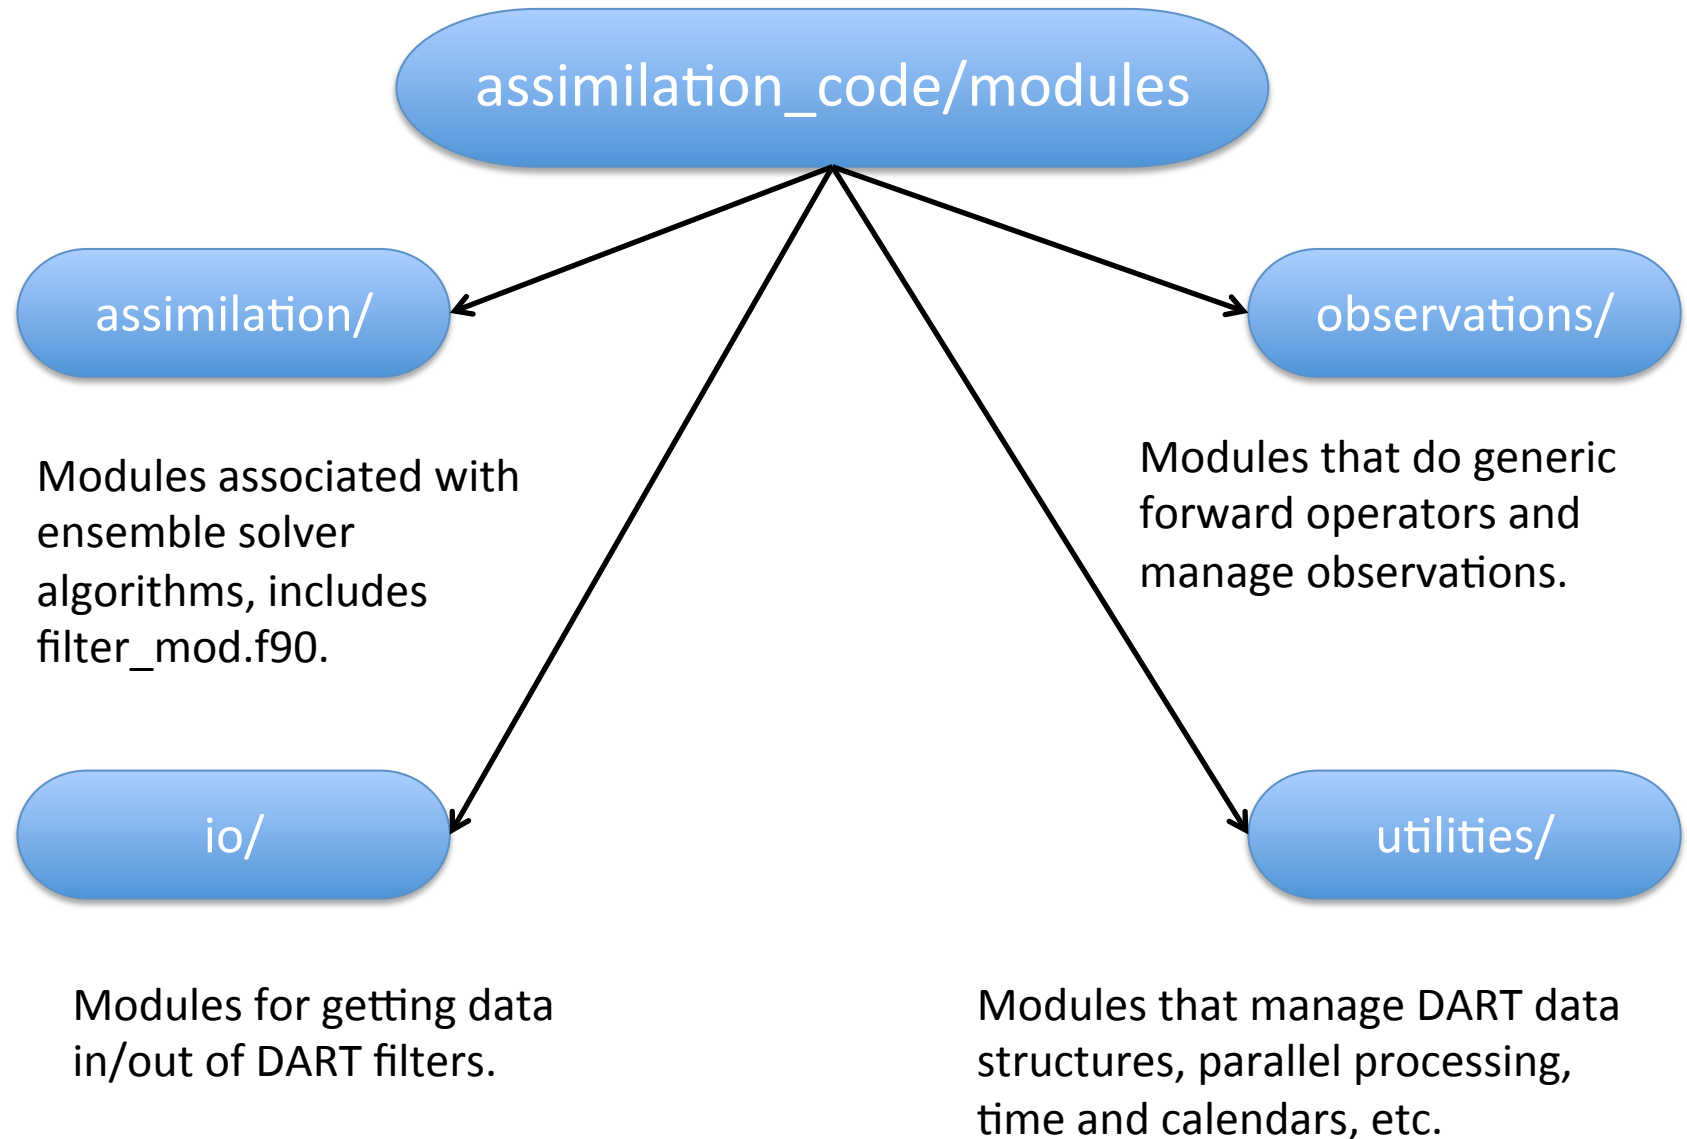 assimilation_code/modules
assimilation/
observations/
Modules associated with
ensemble solver
algorithms, includes
filter_mod.f90.
Modules that do generic
forward operators and
manage observations.
io/
utilities/
Modules for getting data
in/out of DART filters.
Modules that manage DART data
structures, parallel processing,
time and calendars, etc.